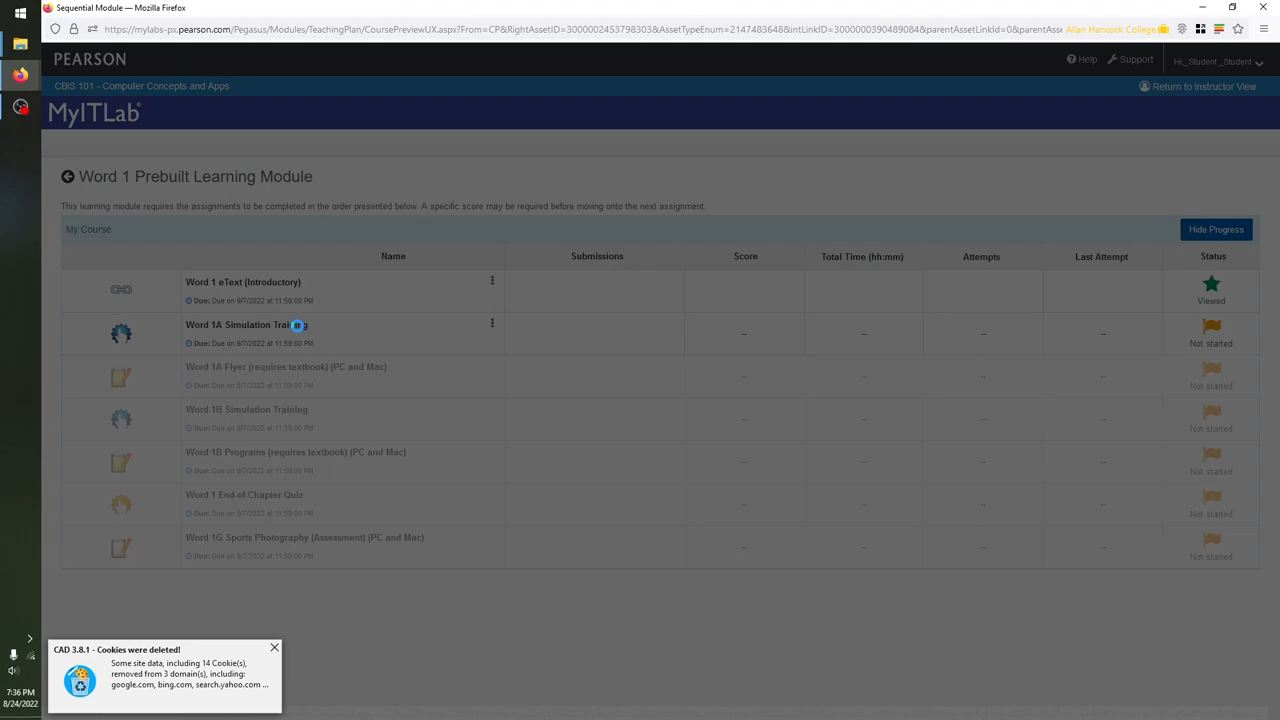 Sequential Module — Mozilla Firefox
https://mylabs-px.pearson.com/Pegasus/Modules/TeachingPlan/CoursePreviewUX.aspx?From=CP&RightAssetID=3000002453798303&AssetTypeEnum=2147483648&intLinkID=3000000390489084&parentAssetLinkId=0&parentAsse
Allan Hancock College
PEARSON
Help Support Hi, Student _Student
CBIS 101 - Computer Concepts and Apps
Return to Instructor View
MyITLab
Word 1 Prebuilt Learning Module
This learning module requires the assignments to be completed in the order presented below. A specific score may be required before moving onto the next assignment.
My Course
Hide Progress
Name Submissions Score Total Time (hh:mm) Attempts Last Attempt Status
Word 1 eText (Introductory)
Due: Due on 9/7/2022 at 11:59:00 PM
Viewed
Word 1A Simulation Training
Due: Due on 9/7/2022 at 11:59:00 PM
-- -- -- --
Not started
Word 1A Flyer (requires textbook) (PC and Mac)
Due: Due on 9/7/2022 at 11:59:00 PM
-- -- -- --
Not started
Word 1B Simulation Training
Due: Due on 9/7/2022 at 11:59:00 PM
-- -- -- --
Not started
Word 1B Programs (requires textbook) (PC and Mac)
Due: Due on 9/7/2022 at 11:59:00 PM
-- -- -- --
Not started
Word 1 End-of-Chapter Quiz
Due: Due on 9/7/2022 at 11:59:00 PM
-- -- -- --
Not started
Word 1G Sports Photography (Assessment) (PC and Mac)
Due: Due on 9/7/2022 at 11:59:00 PM
-- -- -- --
Not started
CAD 3.8.1 - Cookies were deleted!
Some site data, including 14 Cookie(s),
removed from 3 domain(s), including:
google.com, bing.com, search.yahoo.com ...
7:36 PM
8/24/2022